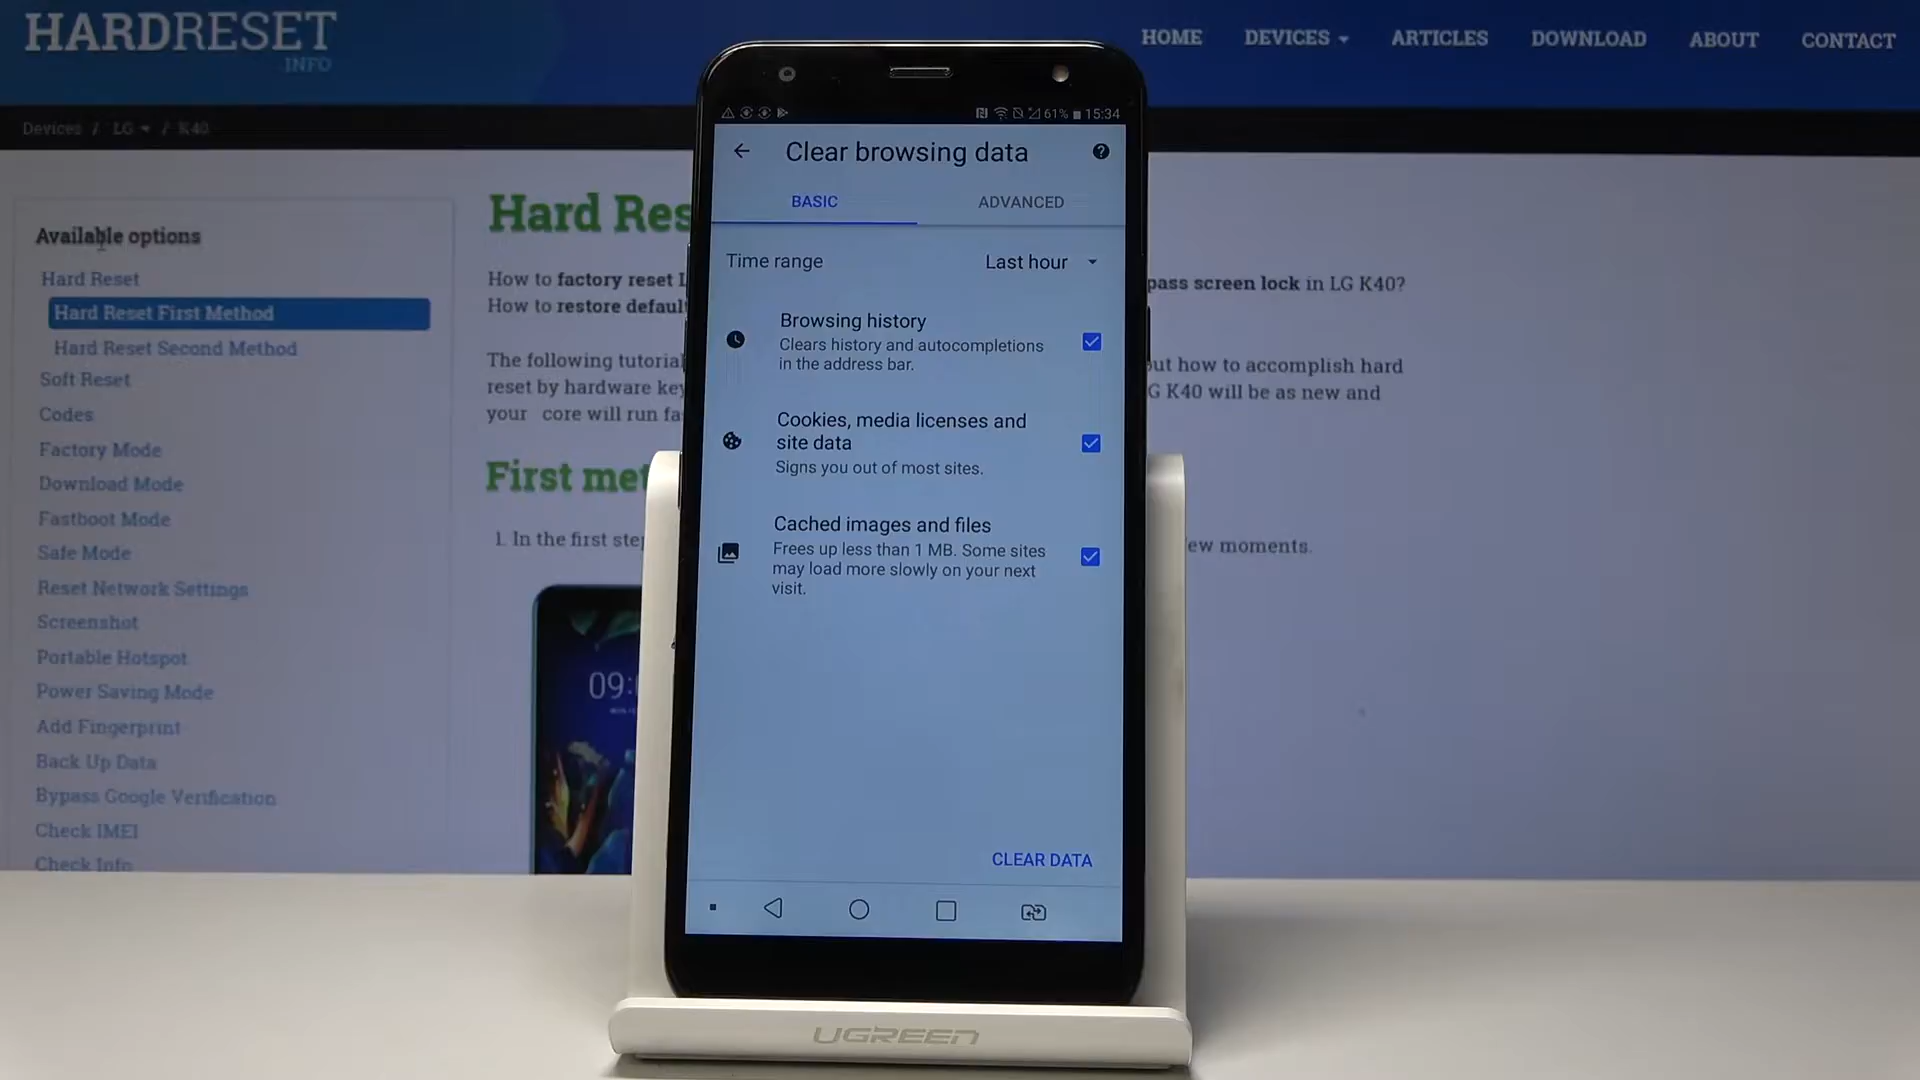 HARDRESET
INFO
HOME DEVICES ARTICLES DOWNLOAD ABOUT CONTACT
Devices / LG / K40
Available options
Hard Reset
Hard Reset First Method
Hard Reset Second Method
Soft Reset
Codes
Factory Mode
Download Mode
Fastboot Mode
Safe Mode
Reset Network Settings
Screenshot
Portable Hotspot
Power Saving Mode
Add Fingerprint
Back Up Data
Bypass Google Verification
Check IMEI
Check Info
Hard Res
How to factory reset L
How to restore default
pass screen lock in LG K40?
The following tutorial
reset by hardware key
your core will run fa
out how to accomplish hard
G K40 will be as new and
First met
1. In the first step
ew moments.
09:
61% 15:34
Clear browsing data
BASIC ADVANCED
Time range Last hour
Browsing history
Clears history and autocompletions
in the address bar.
Cookies, media licenses and
site data
Signs you out of most sites.
Cached images and files
Frees up less than 1 MB. Some sites
may load more slowly on your next
visit.
CLEAR DATA
UGREEN